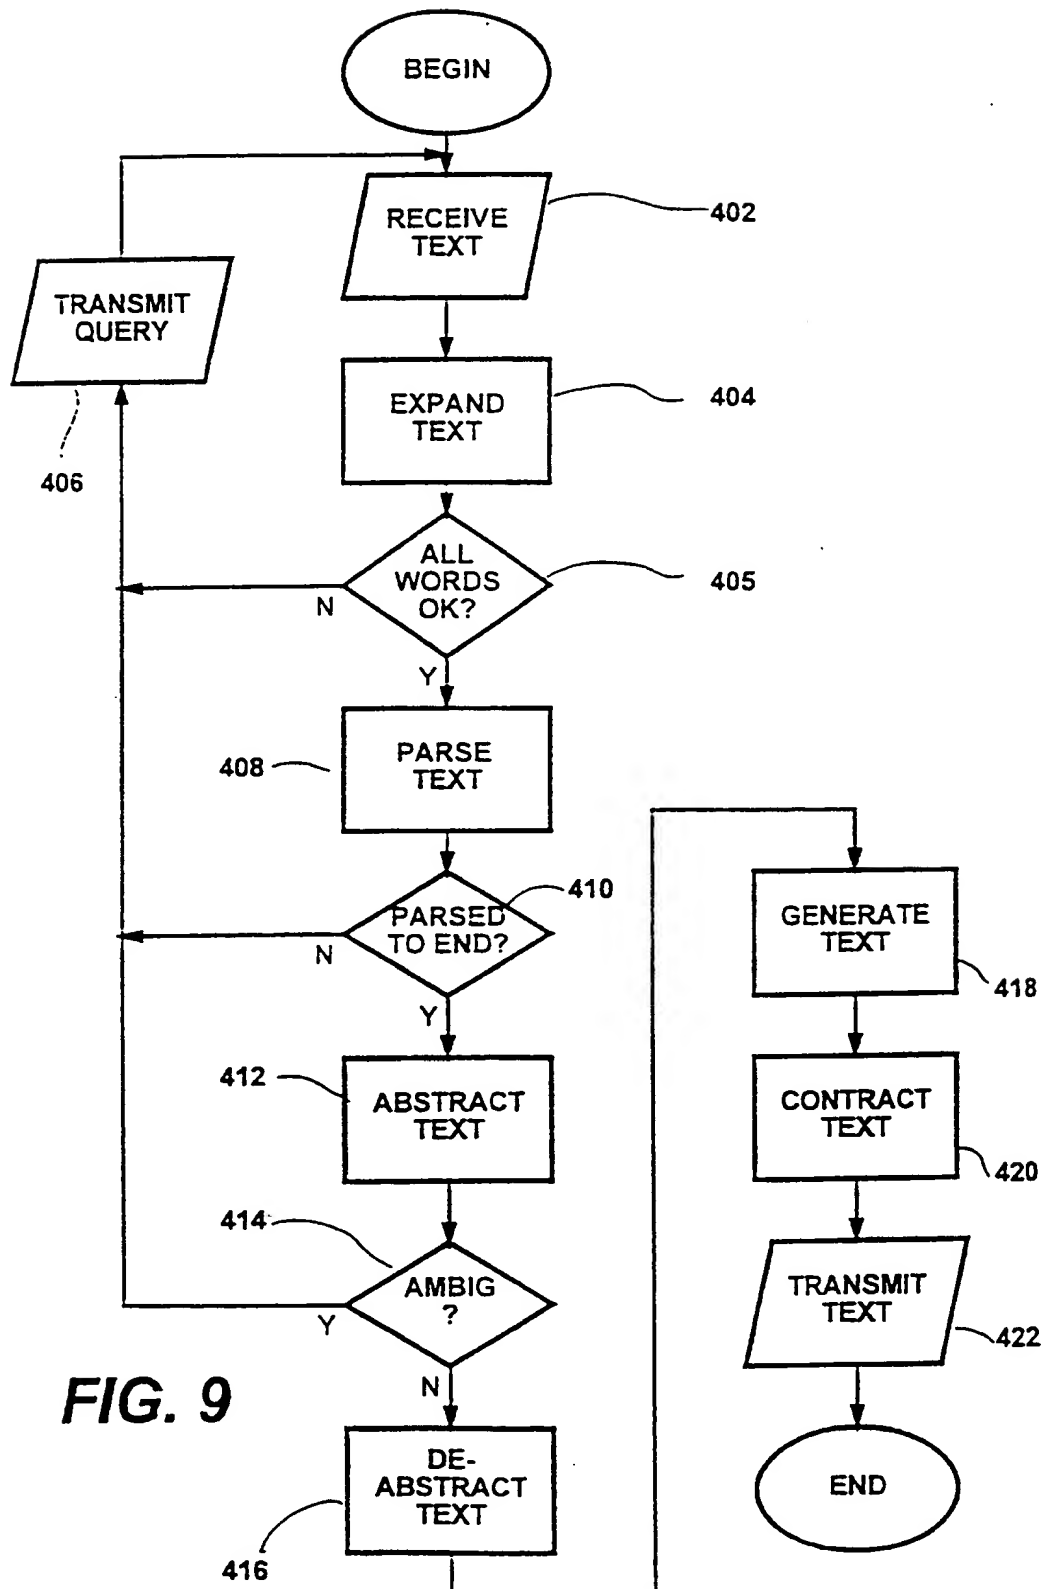 BEGIN
RECEIVE
TEXT
402
TRANSMIT
QUERY
406
EXPAND
TEXT
404
ALL
WORDS
OK?
405
N
Y
PARSE
TEXT
408
PARSED
TO END?
410
N
Y
ABSTRACT
TEXT
412
AMBIG
?
414
Y
N
DE-
ABSTRACT
TEXT
416
GENERATE
TEXT
418
CONTRACT
TEXT
420
TRANSMIT
TEXT
422
END
FIG. 9